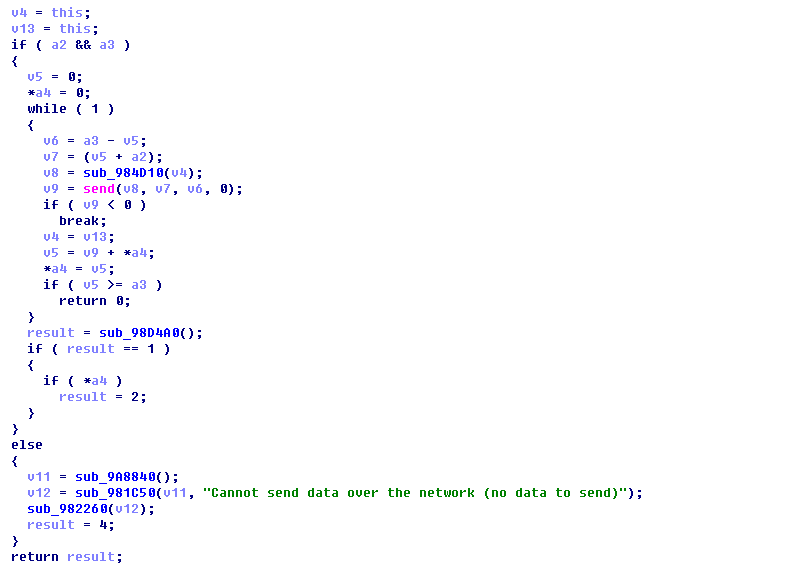 v4 = this;
v13 = this;
if ( a2 && a3 )
{
v5 = 0;
*a4 = 0;
while ( 1 )
{
v6 = a3 - v5;
v7 = (v5 + a2);
v8 = sub_984D10(v4);
v9 = send(v8, v7, v6, 0);
if ( v9 < 0 )
break;
v4 = v13;
v5 = v9 + *a4;
*a4 = v5;
if ( v5 >= a3 )
return 0;
}
result = sub_98D4A0();
if ( result == 1 )
{
if ( *a4 )
result = 2;
}
}
else
{
v11 = sub_9A8840();
v12 = sub_981C50(v11, "Cannot send data over the network (no data to send)");
sub_982260(v12);
result = 4;
}
return result;